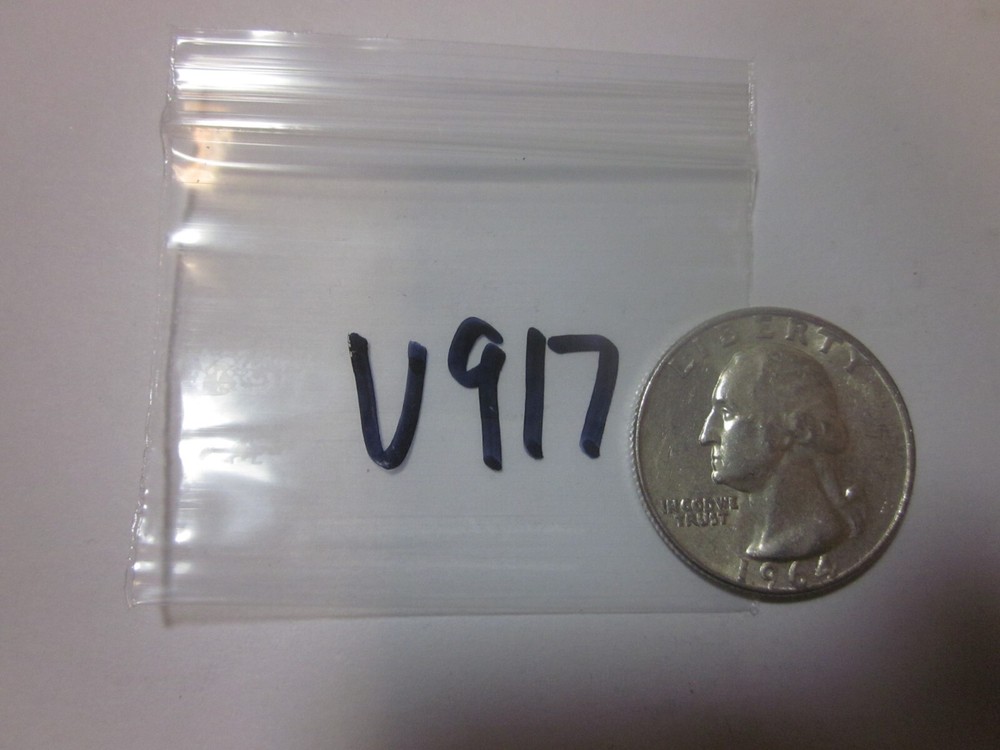 V917
LIBERTY
IN GOD WE
TRUST
1964